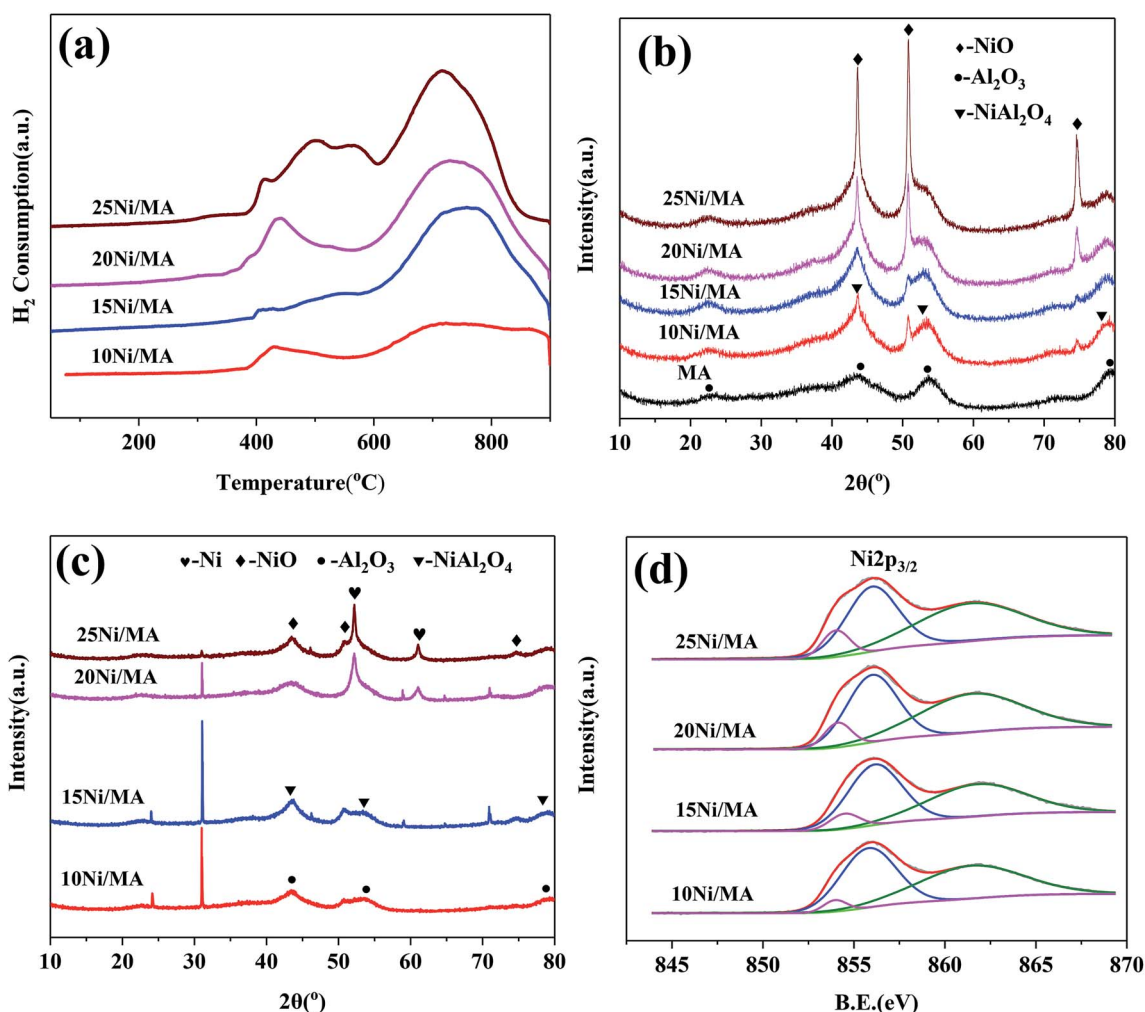 (a)
H2 Consumption(a.u.)
25Ni/MA
20Ni/MA
15Ni/MA
10Ni/MA
200 400 600 800
Temperature(°C)
(b)
♦-NiO
●-Al2O3
▼-NiAl2O4
Intensity(a.u.)
25Ni/MA
20Ni/MA
15Ni/MA
10Ni/MA
MA
10 20 30 40 50 60 70 80
2θ(°)
(c)
♥-Ni ♦-NiO ●-Al2O3 ▼-NiAl2O4
Intensity(a.u.)
25Ni/MA
20Ni/MA
15Ni/MA
10Ni/MA
10 20 30 40 50 60 70 80
2θ(°)
(d)
Ni2p3/2
Intensity(a.u.)
25Ni/MA
20Ni/MA
15Ni/MA
10Ni/MA
845 850 855 860 865 870
B.E.(eV)